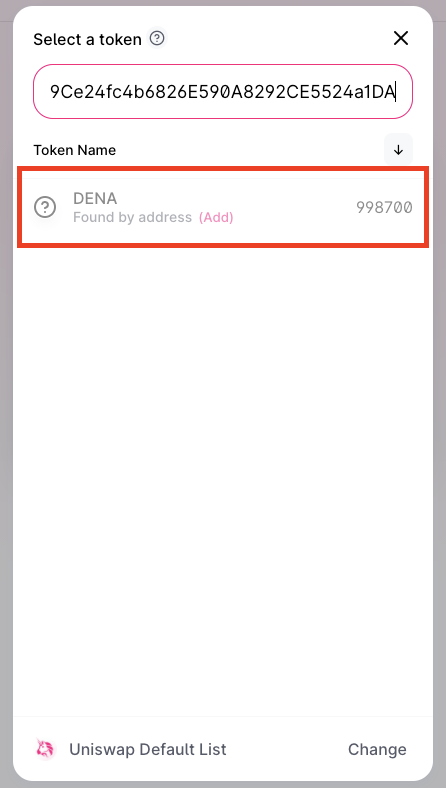 Select a token
9Ce24fc4b6826E590A8292CE5524a1DA
Token Name
DENA
Found by address (Add)
998700
Uniswap Default List
Change